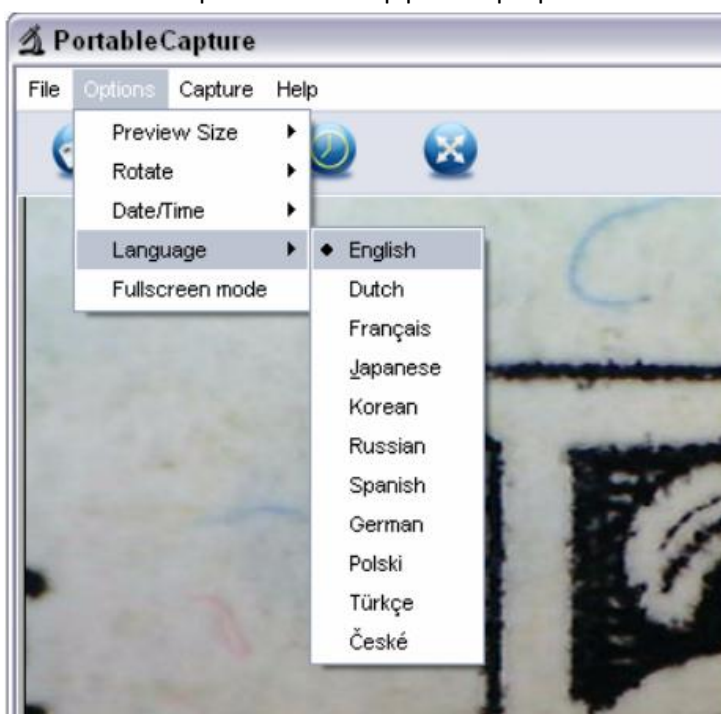 PortableCapture
File Options Capture Help
Preview Size
Rotate
Date/Time
Language
Fullscreen mode
English
Dutch
Français
Japanese
Korean
Russian
Spanish
German
Polski
Türkçe
České